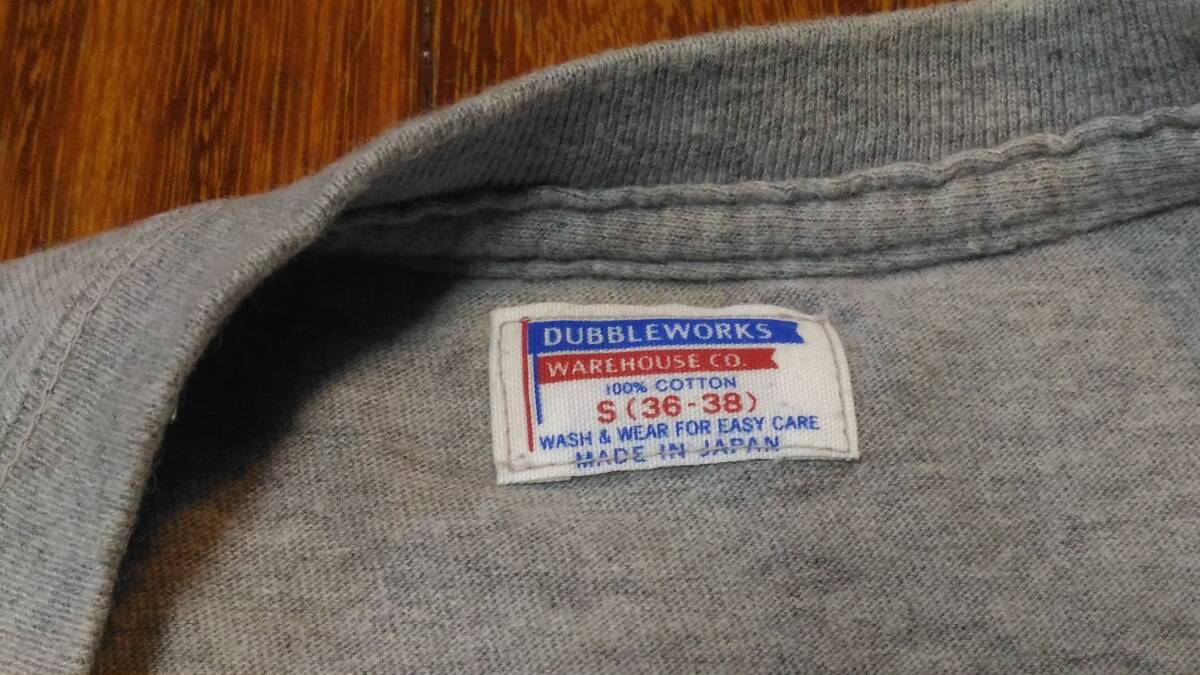 DUBBLEWORKS
WAREHOUSE CO.
100% COTTON
S (36-38)
WASH & WEAR FOR EASY CARE
MADE IN JAPAN